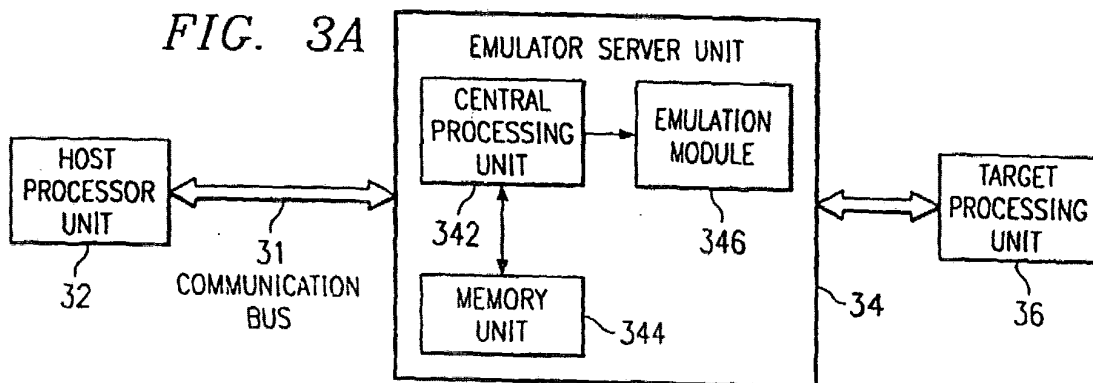 FIG. 3A
EMULATOR SERVER UNIT
CENTRAL
PROCESSING
UNIT
EMULATION
MODULE
HOST
PROCESSOR
UNIT
TARGET
PROCESSING
UNIT
342
346
31
COMMUNICATION
BUS
32
MEMORY
UNIT
344
34
36